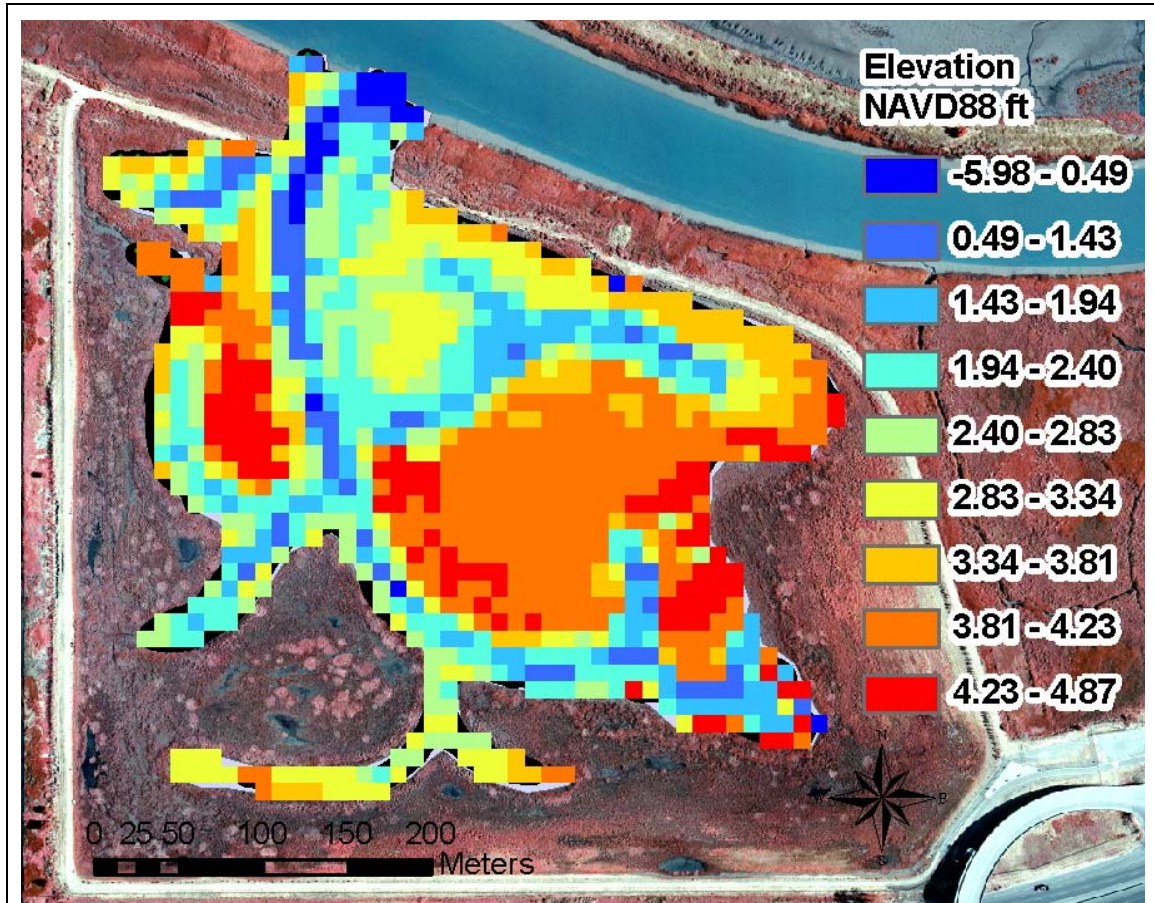 Elevation
NAVD88 ft
-5.98 - 0.49
0.49 - 1.43
1.43 - 1.94
1.94 - 2.40
2.40 - 2.83
2.83 - 3.34
3.34 - 3.81
3.81 - 4.23
4.23 - 4.87
N
W E
S
0 25 50 100 150 200
Meters